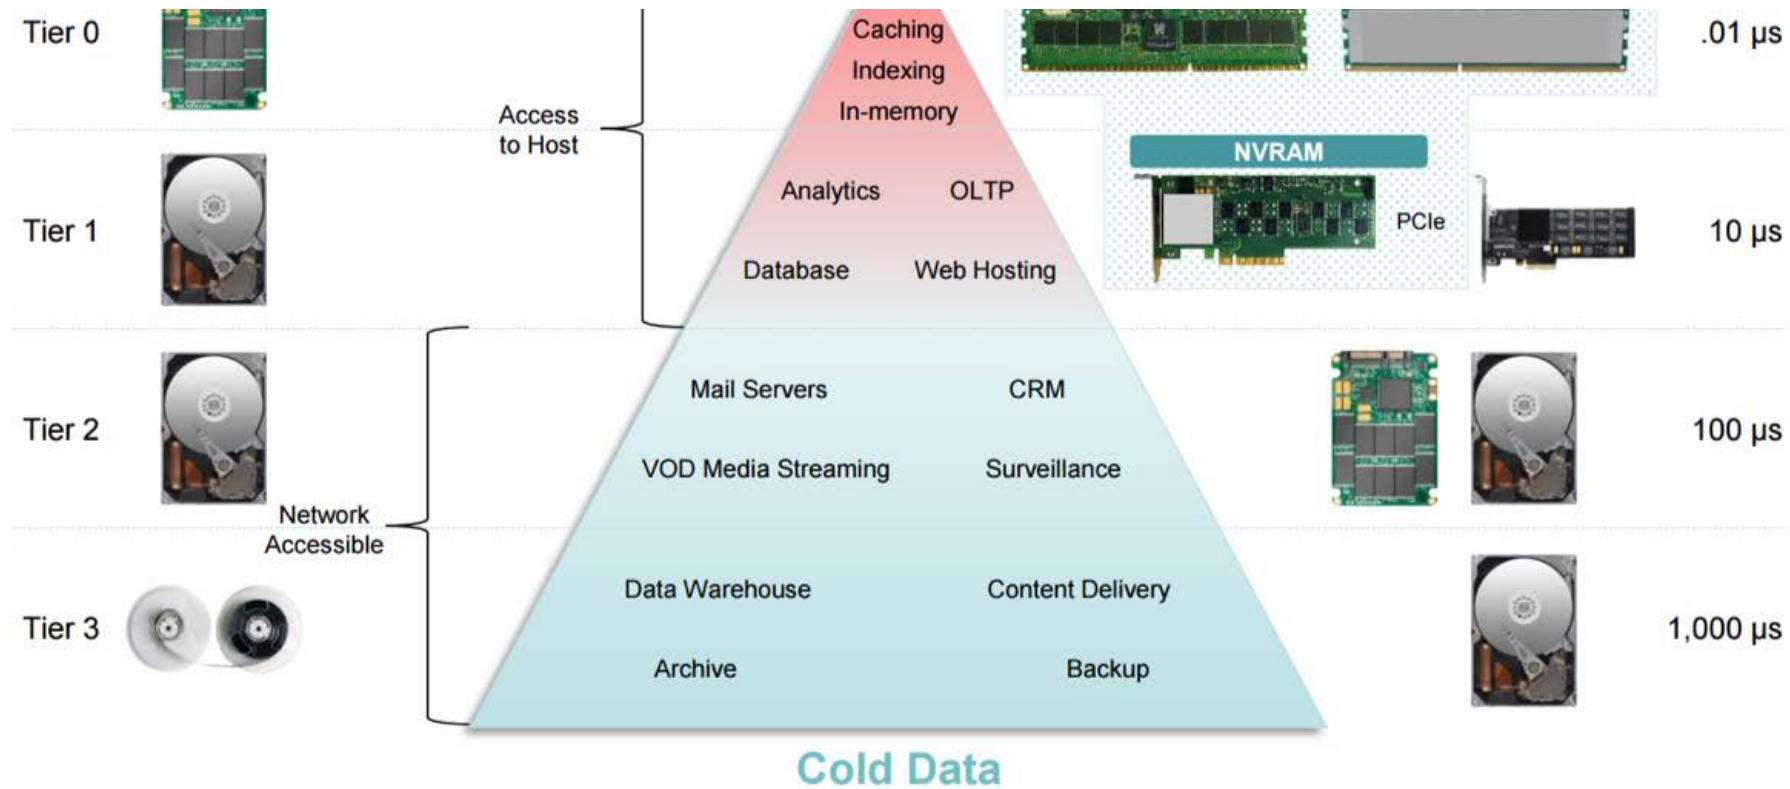 Tier 0
Caching
Indexing
In-memory
.01 µs
Access
to Host
Tier 1
Analytics
OLTP
Database
Web Hosting
NVRAM
PCIe
10 µs
Tier 2
Mail Servers
CRM
VOD Media Streaming
Surveillance
100 µs
Network
Accessible
Tier 3
Data Warehouse
Content Delivery
Archive
Backup
1,000 µs
Cold Data